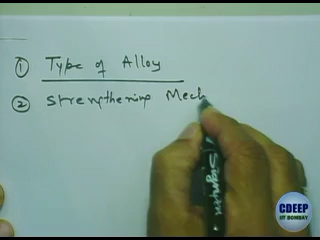 ① Type of Alloy
② Strengthening Mech
CDEEP
IIT BOMBAY